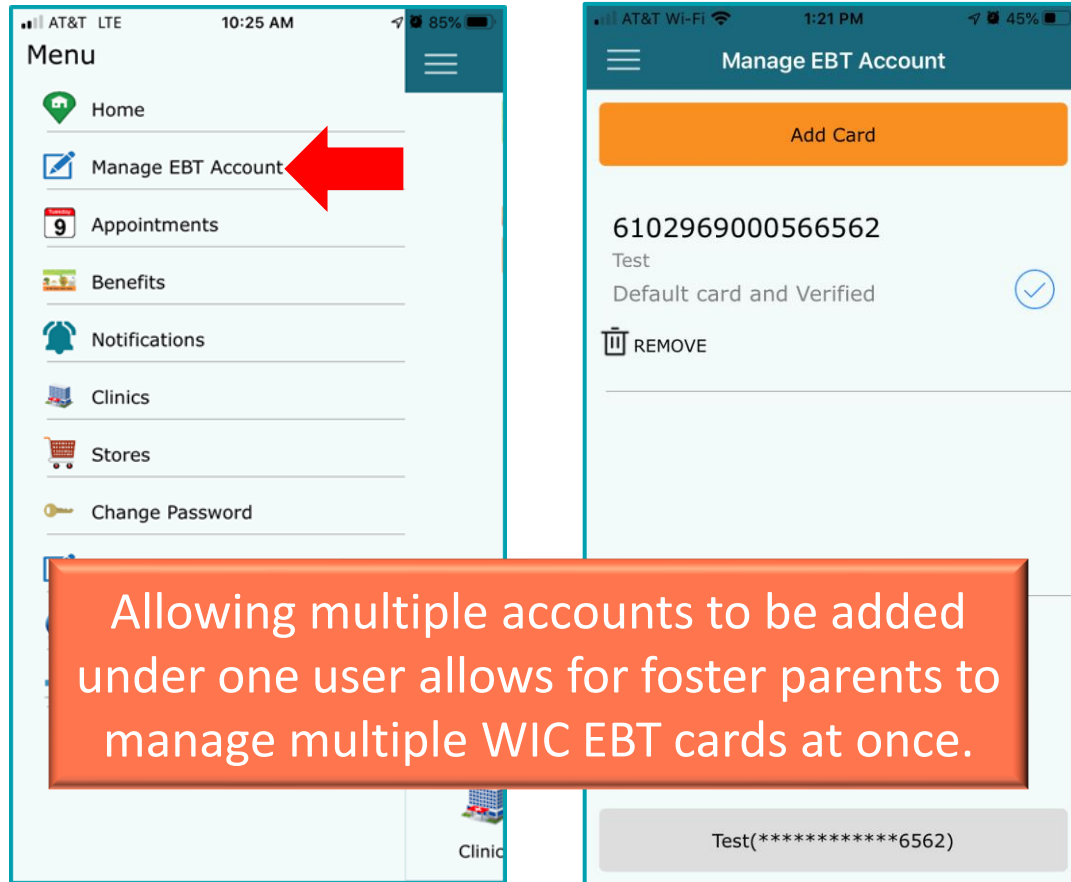 AT&T LTE 10:25 AM 85%
Menu
Home
Manage EBT Account
Tuesday
9
Appointments
Benefits
Notifications
Clinics
Stores
Change Password
Clinic
AT&T Wi-Fi 1:21 PM 45%
Manage EBT Account
Add Card
6102969000566562
Test
Default card and Verified
REMOVE
Allowing multiple accounts to be added
under one user allows for foster parents to
manage multiple WIC EBT cards at once.
Test(************6562)